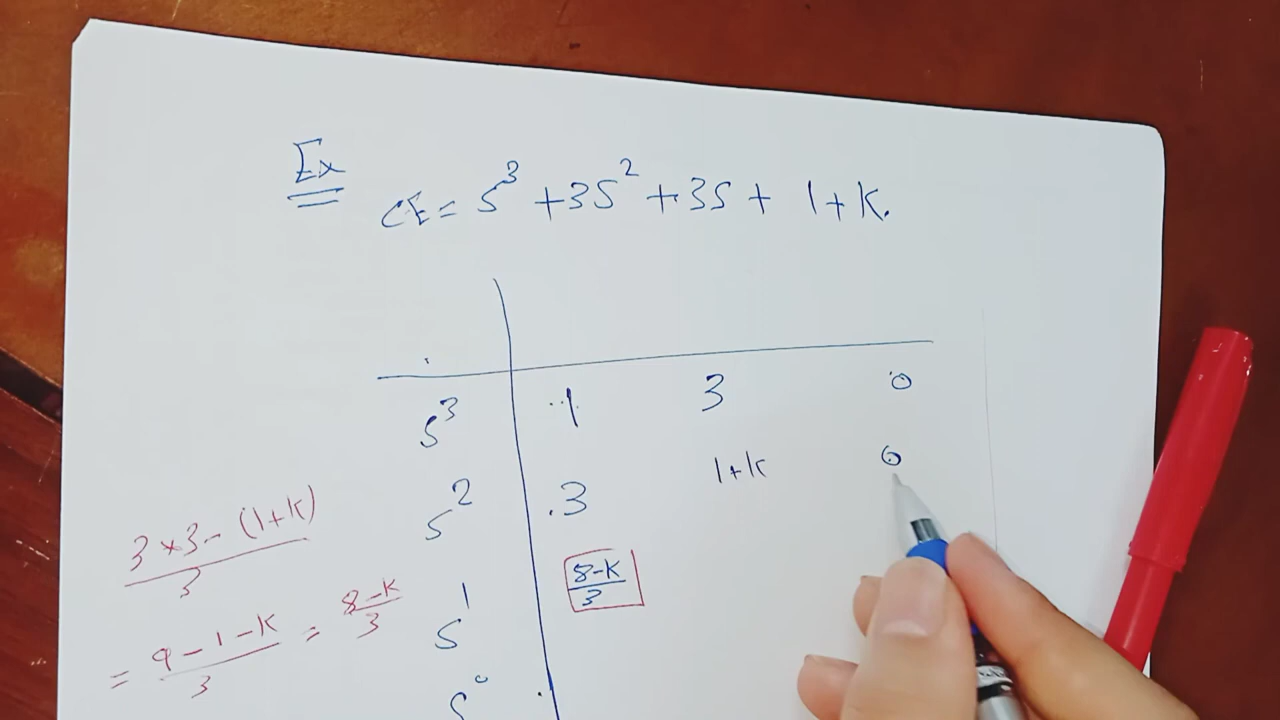 Ex
CE = s³ + 3s² + 3s + 1 + k.
s³ 1 3 0
s² 3 1+k 0
s¹ (8-k)/3
s⁰
(3×3-(1+k))/3
= (9-1-k)/3 = (8-k)/3